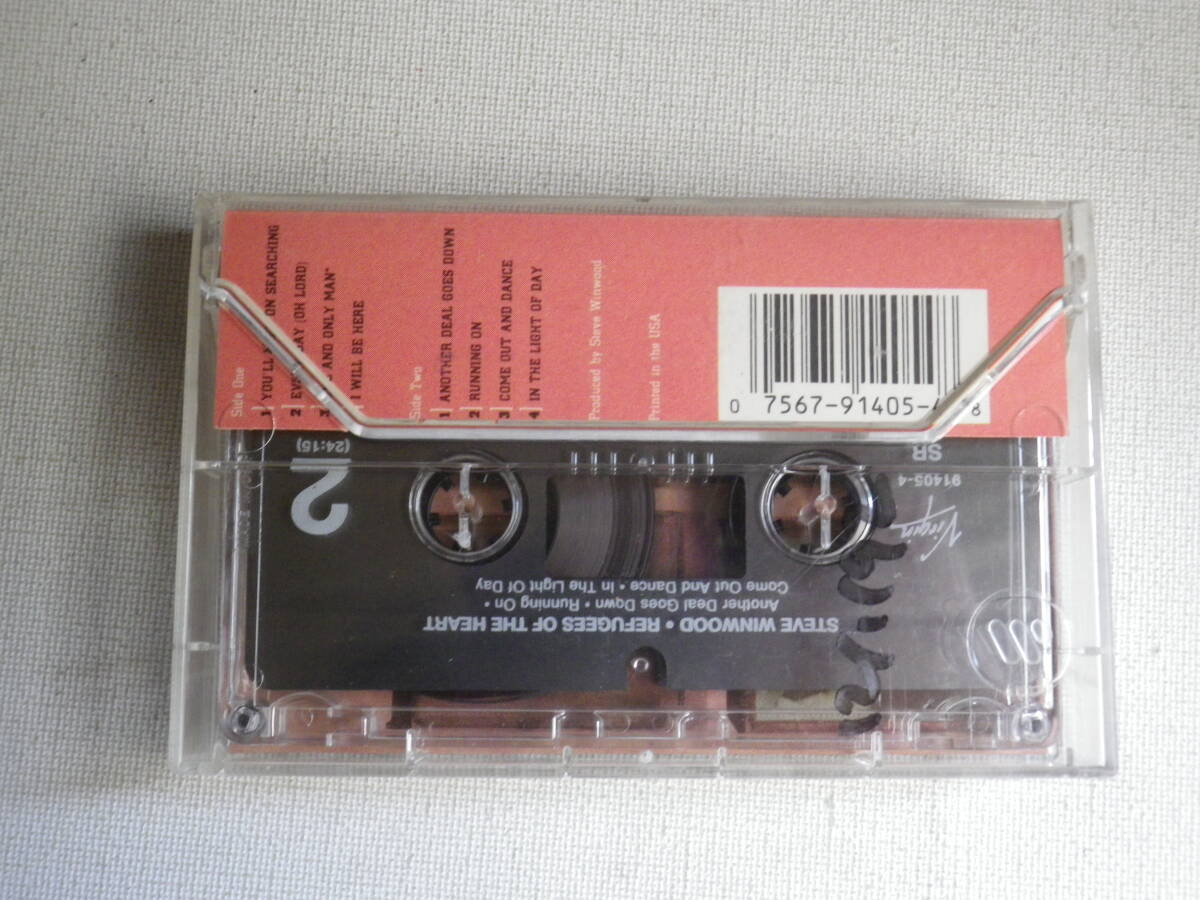 Side One
1 YOU'LL ON SEARCHING
2 LAY (OH LORD)
3 AND ONLY MAN*
I WILL BE HERE
Side Two
1 ANOTHER DEAL GOES DOWN
2 RUNNING ON
3 COME OUT AND DANCE
4 IN THE LIGHT OF DAY
Produced by Steve Winwood
Printed in the USA
0 7567-91405- 8
STEVE WINWOOD • REFUGEES OF THE HEART
Another Deal Goes Down • Running On •
Come Out And Dance • In The Light Of Day
2
(24:15)
Virgin
91405-4
SR